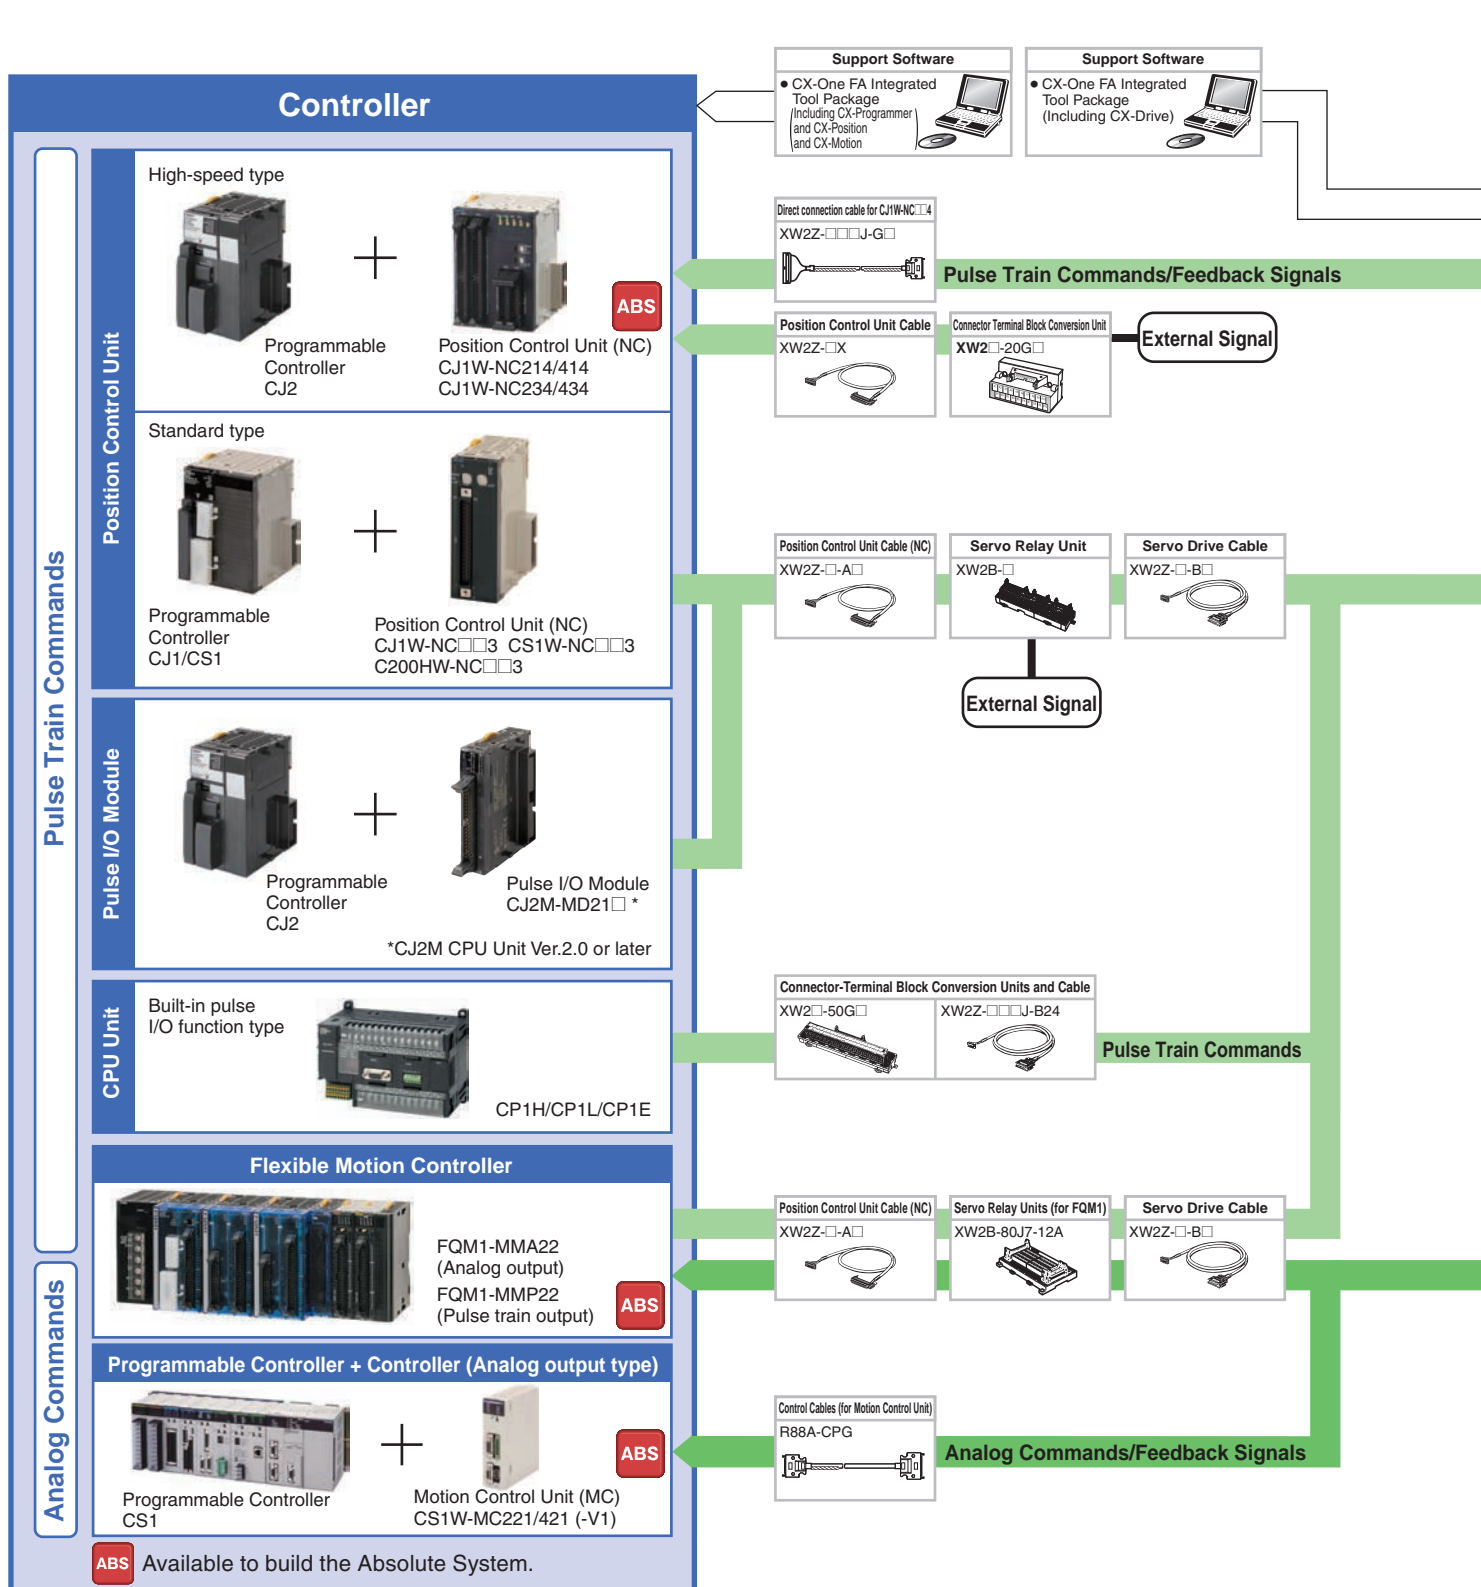 Support Software
• CX-One FA Integrated
Tool Package
(Including CX-Programmer
and CX-Position
and CX-Motion)
Support Software
• CX-One FA Integrated
Tool Package
(Including CX-Drive)
Controller
Pulse Train Commands
Position Control Unit
High-speed type
Programmable
Controller
CJ2
Position Control Unit (NC)
CJ1W-NC214/414
CJ1W-NC234/434
ABS
Direct connection cable for CJ1W-NC□□4
XW2Z-□□□J-G□
Pulse Train Commands/Feedback Signals
Position Control Unit Cable
XW2Z-□X
Connector Terminal Block Conversion Unit
XW2□-20G□
External Signal
Standard type
Programmable
Controller
CJ1/CS1
Position Control Unit (NC)
CJ1W-NC□□3 CS1W-NC□□3
C200HW-NC□□3
Position Control Unit Cable (NC)
XW2Z-□-A□
Servo Relay Unit
XW2B-□
Servo Drive Cable
XW2Z-□-B□
External Signal
Pulse I/O Module
Programmable
Controller
CJ2
Pulse I/O Module
CJ2M-MD21□ *
*CJ2M CPU Unit Ver.2.0 or later
CPU Unit
Built-in pulse
I/O function type
CP1H/CP1L/CP1E
Connector-Terminal Block Conversion Units and Cable
XW2□-50G□
XW2Z-□□□J-B24
Pulse Train Commands
Flexible Motion Controller
FQM1-MMA22
(Analog output)
FQM1-MMP22
(Pulse train output)
ABS
Position Control Unit Cable (NC)
XW2Z-□-A□
Servo Relay Units (for FQM1)
XW2B-80J7-12A
Servo Drive Cable
XW2Z-□-B□
Analog Commands
Programmable Controller + Controller (Analog output type)
Programmable Controller
CS1
Motion Control Unit (MC)
CS1W-MC221/421 (-V1)
ABS
Control Cables (for Motion Control Unit)
R88A-CPG
Analog Commands/Feedback Signals
ABS Available to build the Absolute System.